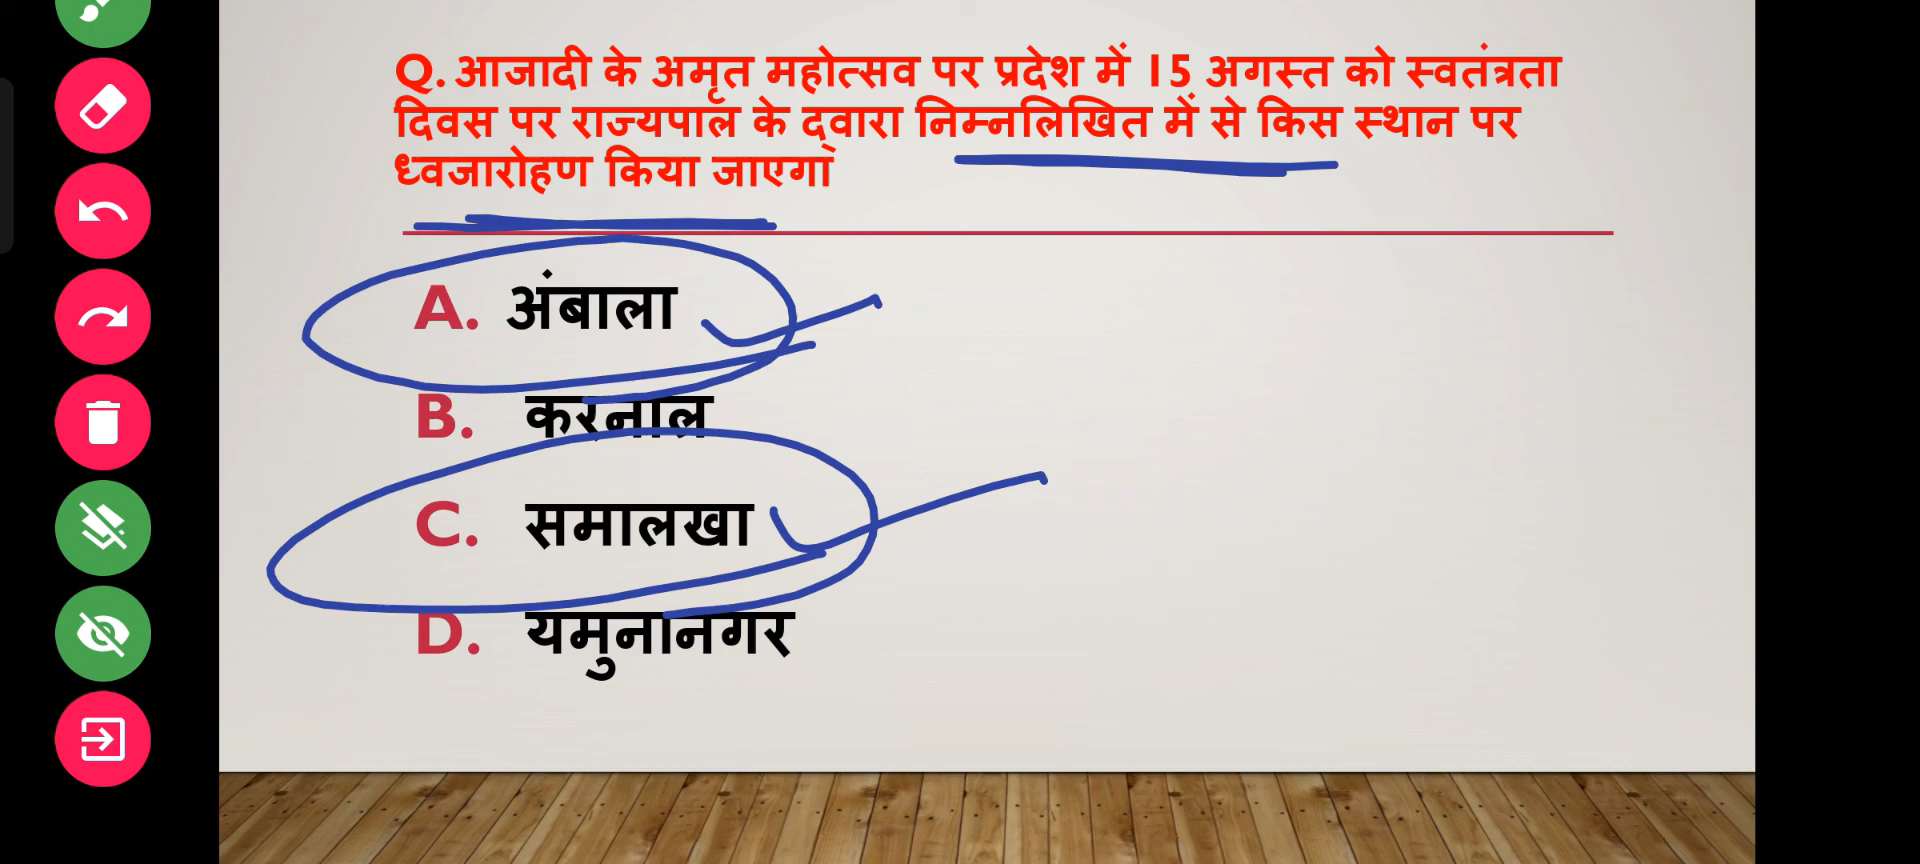 Q. आजादी के अमृत महोत्सव पर प्रदेश में 15 अगस्त को स्वतंत्रता
दिवस पर राज्यपाल के द्वारा निम्नलिखित में से किस स्थान पर
ध्वजारोहण किया जाएगा
A. अंबाला
B. करनाल
C. समालखा
D. यमुनानगर